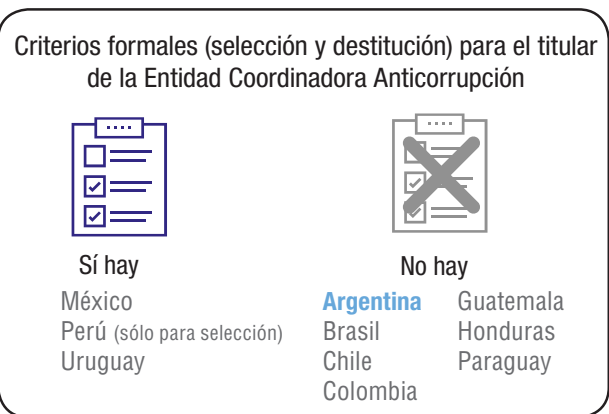 Criterios formales (selección y destitución) para el titular
de la Entidad Coordinadora Anticorrupción
Sí hay
México
Perú (sólo para selección)
Uruguay
No hay
Argentina
Brasil
Chile
Colombia
Guatemala
Honduras
Paraguay